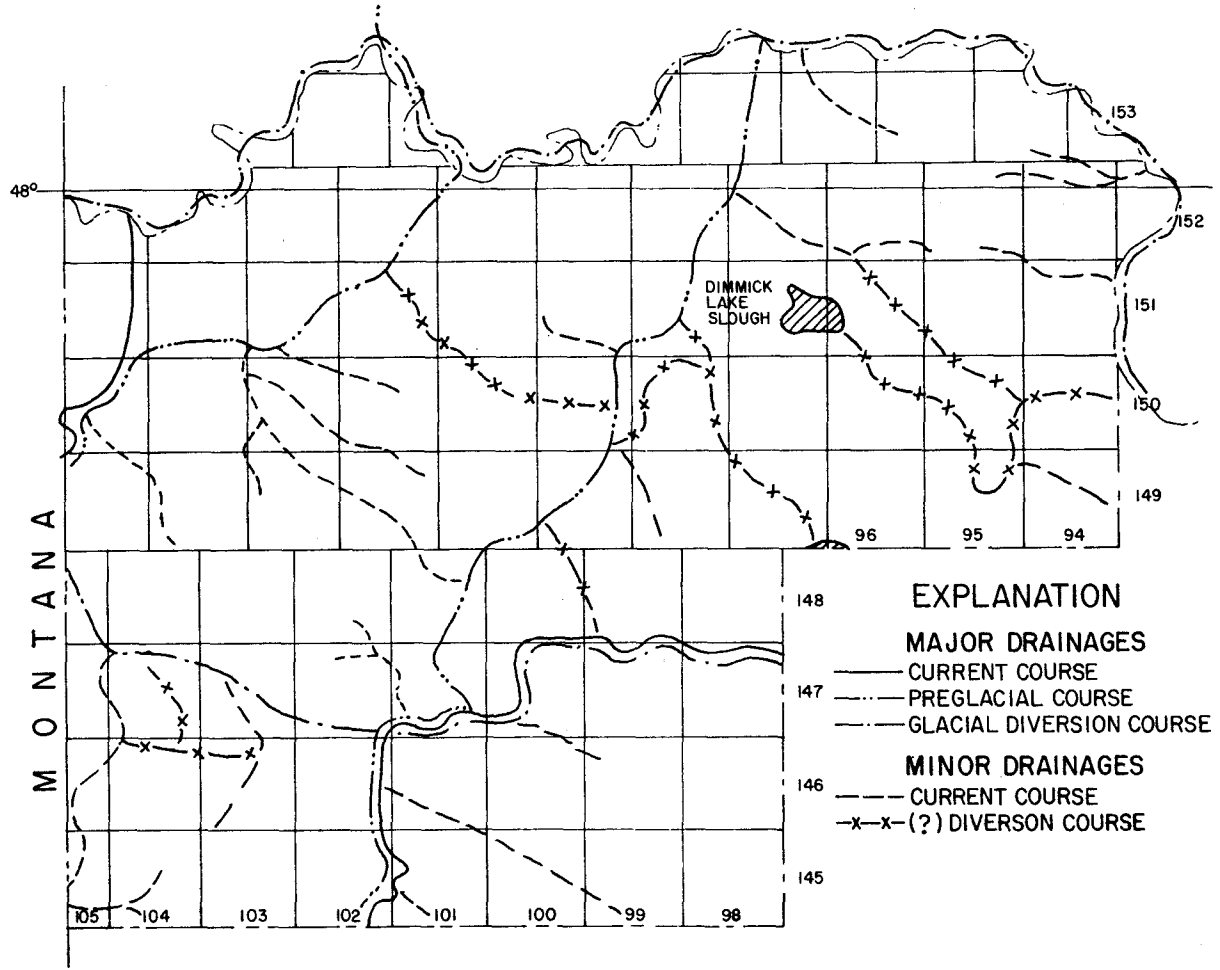 153
48°
152
DIMMICK
LAKE
SLOUGH
151
150
149
96 95 94
MONTANA
148
147
146
145
105 104 103 102 101 100 99 98
EXPLANATION
MAJOR DRAINAGES
CURRENT COURSE
PREGLACIAL COURSE
GLACIAL DIVERSION COURSE
MINOR DRAINAGES
CURRENT COURSE
(?) DIVERSON COURSE